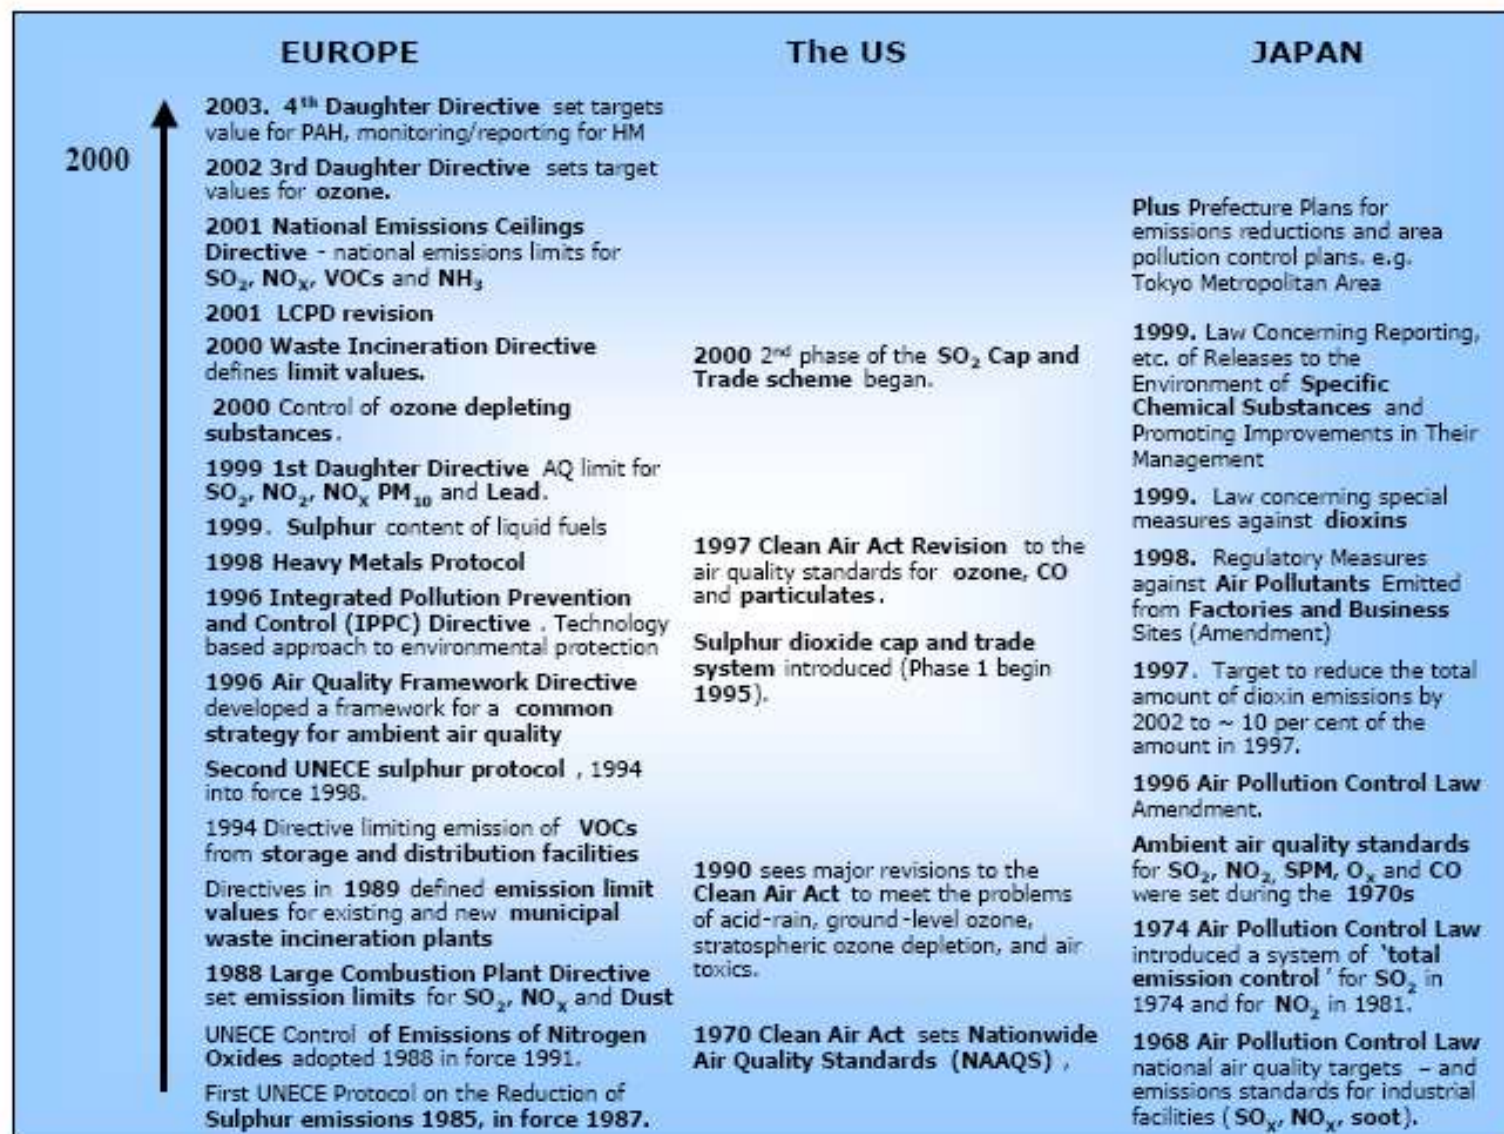 EUROPE
2003. 4th Daughter Directive set targets
value for PAH, monitoring/reporting for HM
2000
2002 3rd Daughter Directive sets target
values for ozone.
2001 National Emissions Ceilings
Directive - national emissions limits for
SO₂, NOₓ, VOCs and NH₃
2001 LCPD revision
2000 Waste Incineration Directive
defines limit values.
2000 Control of ozone depleting
substances.
1999 1st Daughter Directive AQ limit for
SO₂, NO₂, NOₓ PM₁₀ and Lead.
1999. Sulphur content of liquid fuels
1998 Heavy Metals Protocol
1996 Integrated Pollution Prevention
and Control (IPPC) Directive . Technology
based approach to environmental protection
1996 Air Quality Framework Directive
developed a framework for a common
strategy for ambient air quality
Second UNECE sulphur protocol , 1994
into force 1998.
1994 Directive limiting emission of VOCs
from storage and distribution facilities
Directives in 1989 defined emission limit
values for existing and new municipal
waste incineration plants
1988 Large Combustion Plant Directive
set emission limits for SO₂, NOₓ and Dust
UNECE Control of Emissions of Nitrogen
Oxides adopted 1988 in force 1991.
First UNECE Protocol on the Reduction of
Sulphur emissions 1985, in force 1987.
The US
2000 2nd phase of the SO₂ Cap and
Trade scheme began.
1997 Clean Air Act Revision to the
air quality standards for ozone, CO
and particulates.
Sulphur dioxide cap and trade
system introduced (Phase 1 begin
1995).
1990 sees major revisions to the
Clean Air Act to meet the problems
of acid-rain, ground-level ozone,
stratospheric ozone depletion, and air
toxics.
1970 Clean Air Act sets Nationwide
Air Quality Standards (NAAQS) ,
JAPAN
Plus Prefecture Plans for
emissions reductions and area
pollution control plans. e.g.
Tokyo Metropolitan Area
1999. Law Concerning Reporting,
etc. of Releases to the
Environment of Specific
Chemical Substances and
Promoting Improvements in Their
Management
1999. Law concerning special
measures against dioxins
1998. Regulatory Measures
against Air Pollutants Emitted
from Factories and Business
Sites (Amendment)
1997. Target to reduce the total
amount of dioxin emissions by
2002 to ~ 10 per cent of the
amount in 1997.
1996 Air Pollution Control Law
Amendment.
Ambient air quality standards
for SO₂, NO₂, SPM, Oₓ and CO
were set during the 1970s
1974 Air Pollution Control Law
introduced a system of 'total
emission control' for SO₂ in
1974 and for NO₂ in 1981.
1968 Air Pollution Control Law
national air quality targets – and
emissions standards for industrial
facilities (SOₓ, NOₓ, soot).